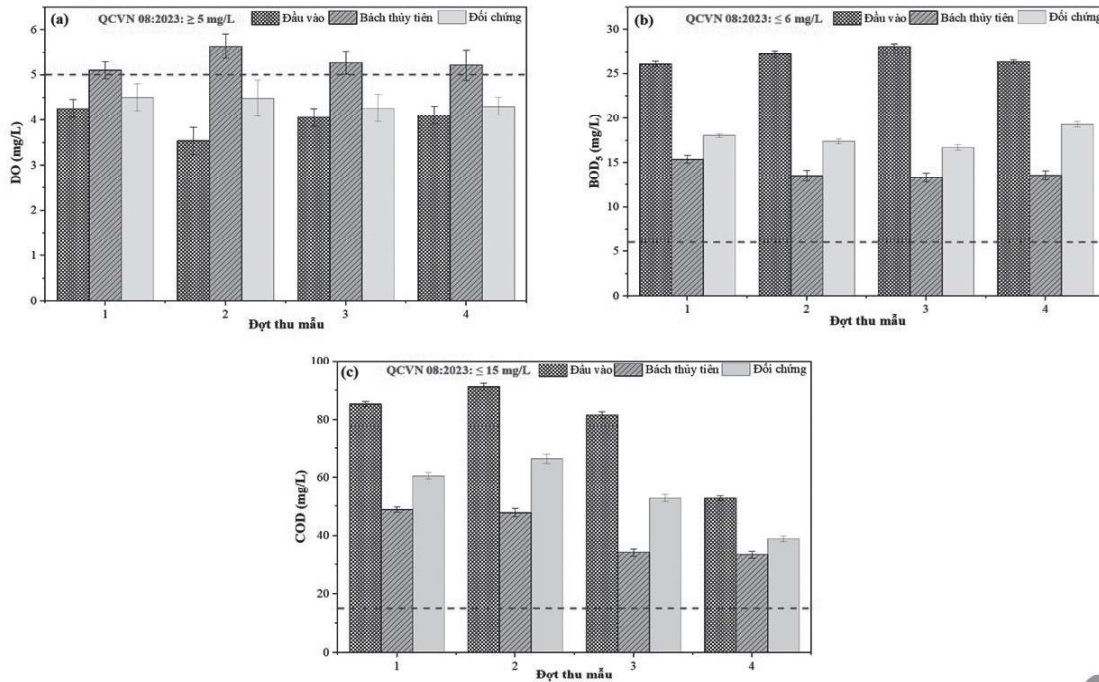 (a) QCVN 08:2023: ≥ 5 mg/L Đầu vào Bách thủy tiên Đối chứng
6
5
4
3
2
1
0
DO (mg/L)
1 2 3 4
Đợt thu mẫu
(b) QCVN 08:2023: ≤ 6 mg/L Đầu vào Bách thủy tiên Đối chứng
30
25
20
15
10
5
0
BOD₅ (mg/L)
1 2 3 4
Đợt thu mẫu
(c) QCVN 08:2023: ≤ 15 mg/L Đầu vào Bách thủy tiên Đối chứng
100
80
60
40
20
0
COD (mg/L)
1 2 3 4
Đợt thu mẫu